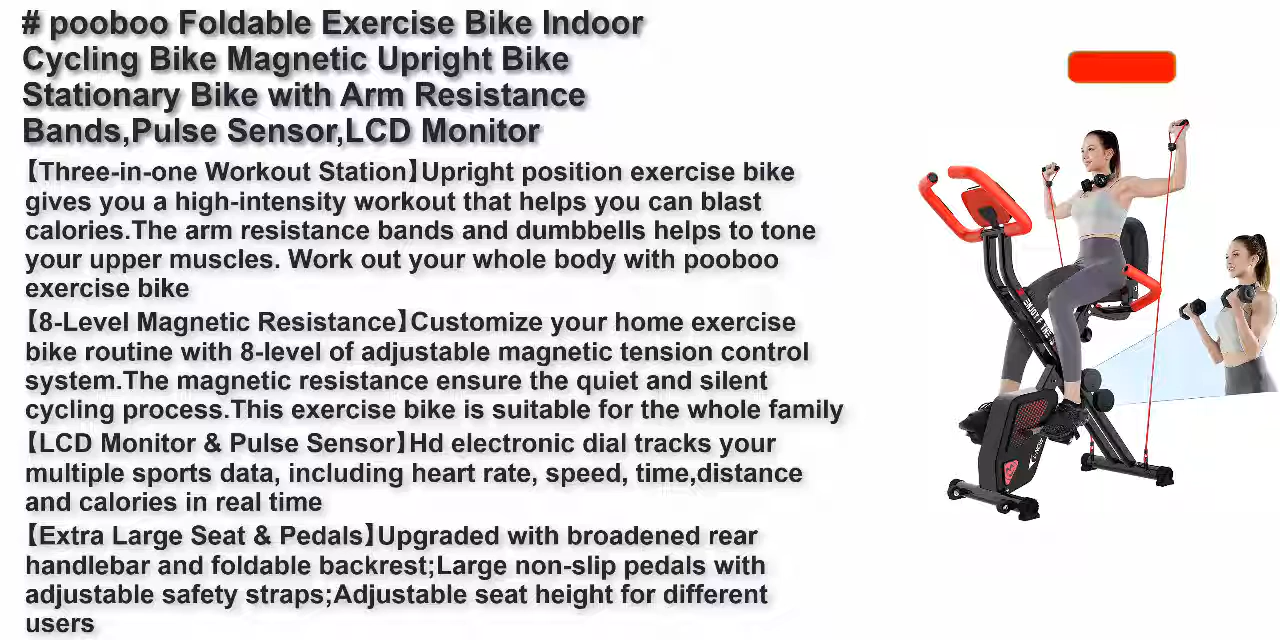 # pooboo Foldable Exercise Bike Indoor
Cycling Bike Magnetic Upright Bike
Stationary Bike with Arm Resistance
Bands,Pulse Sensor,LCD Monitor
【Three-in-one Workout Station】Upright position exercise bike
gives you a high-intensity workout that helps you can blast
calories.The arm resistance bands and dumbbells helps to tone
your upper muscles. Work out your whole body with pooboo
exercise bike
【8-Level Magnetic Resistance】Customize your home exercise
bike routine with 8-level of adjustable magnetic tension control
system.The magnetic resistance ensure the quiet and silent
cycling process.This exercise bike is suitable for the whole family
【LCD Monitor & Pulse Sensor】Hd electronic dial tracks your
multiple sports data, including heart rate, speed, time,distance
and calories in real time
【Extra Large Seat & Pedals】Upgraded with broadened rear
handlebar and foldable backrest;Large non-slip pedals with
adjustable safety straps;Adjustable seat height for different
users